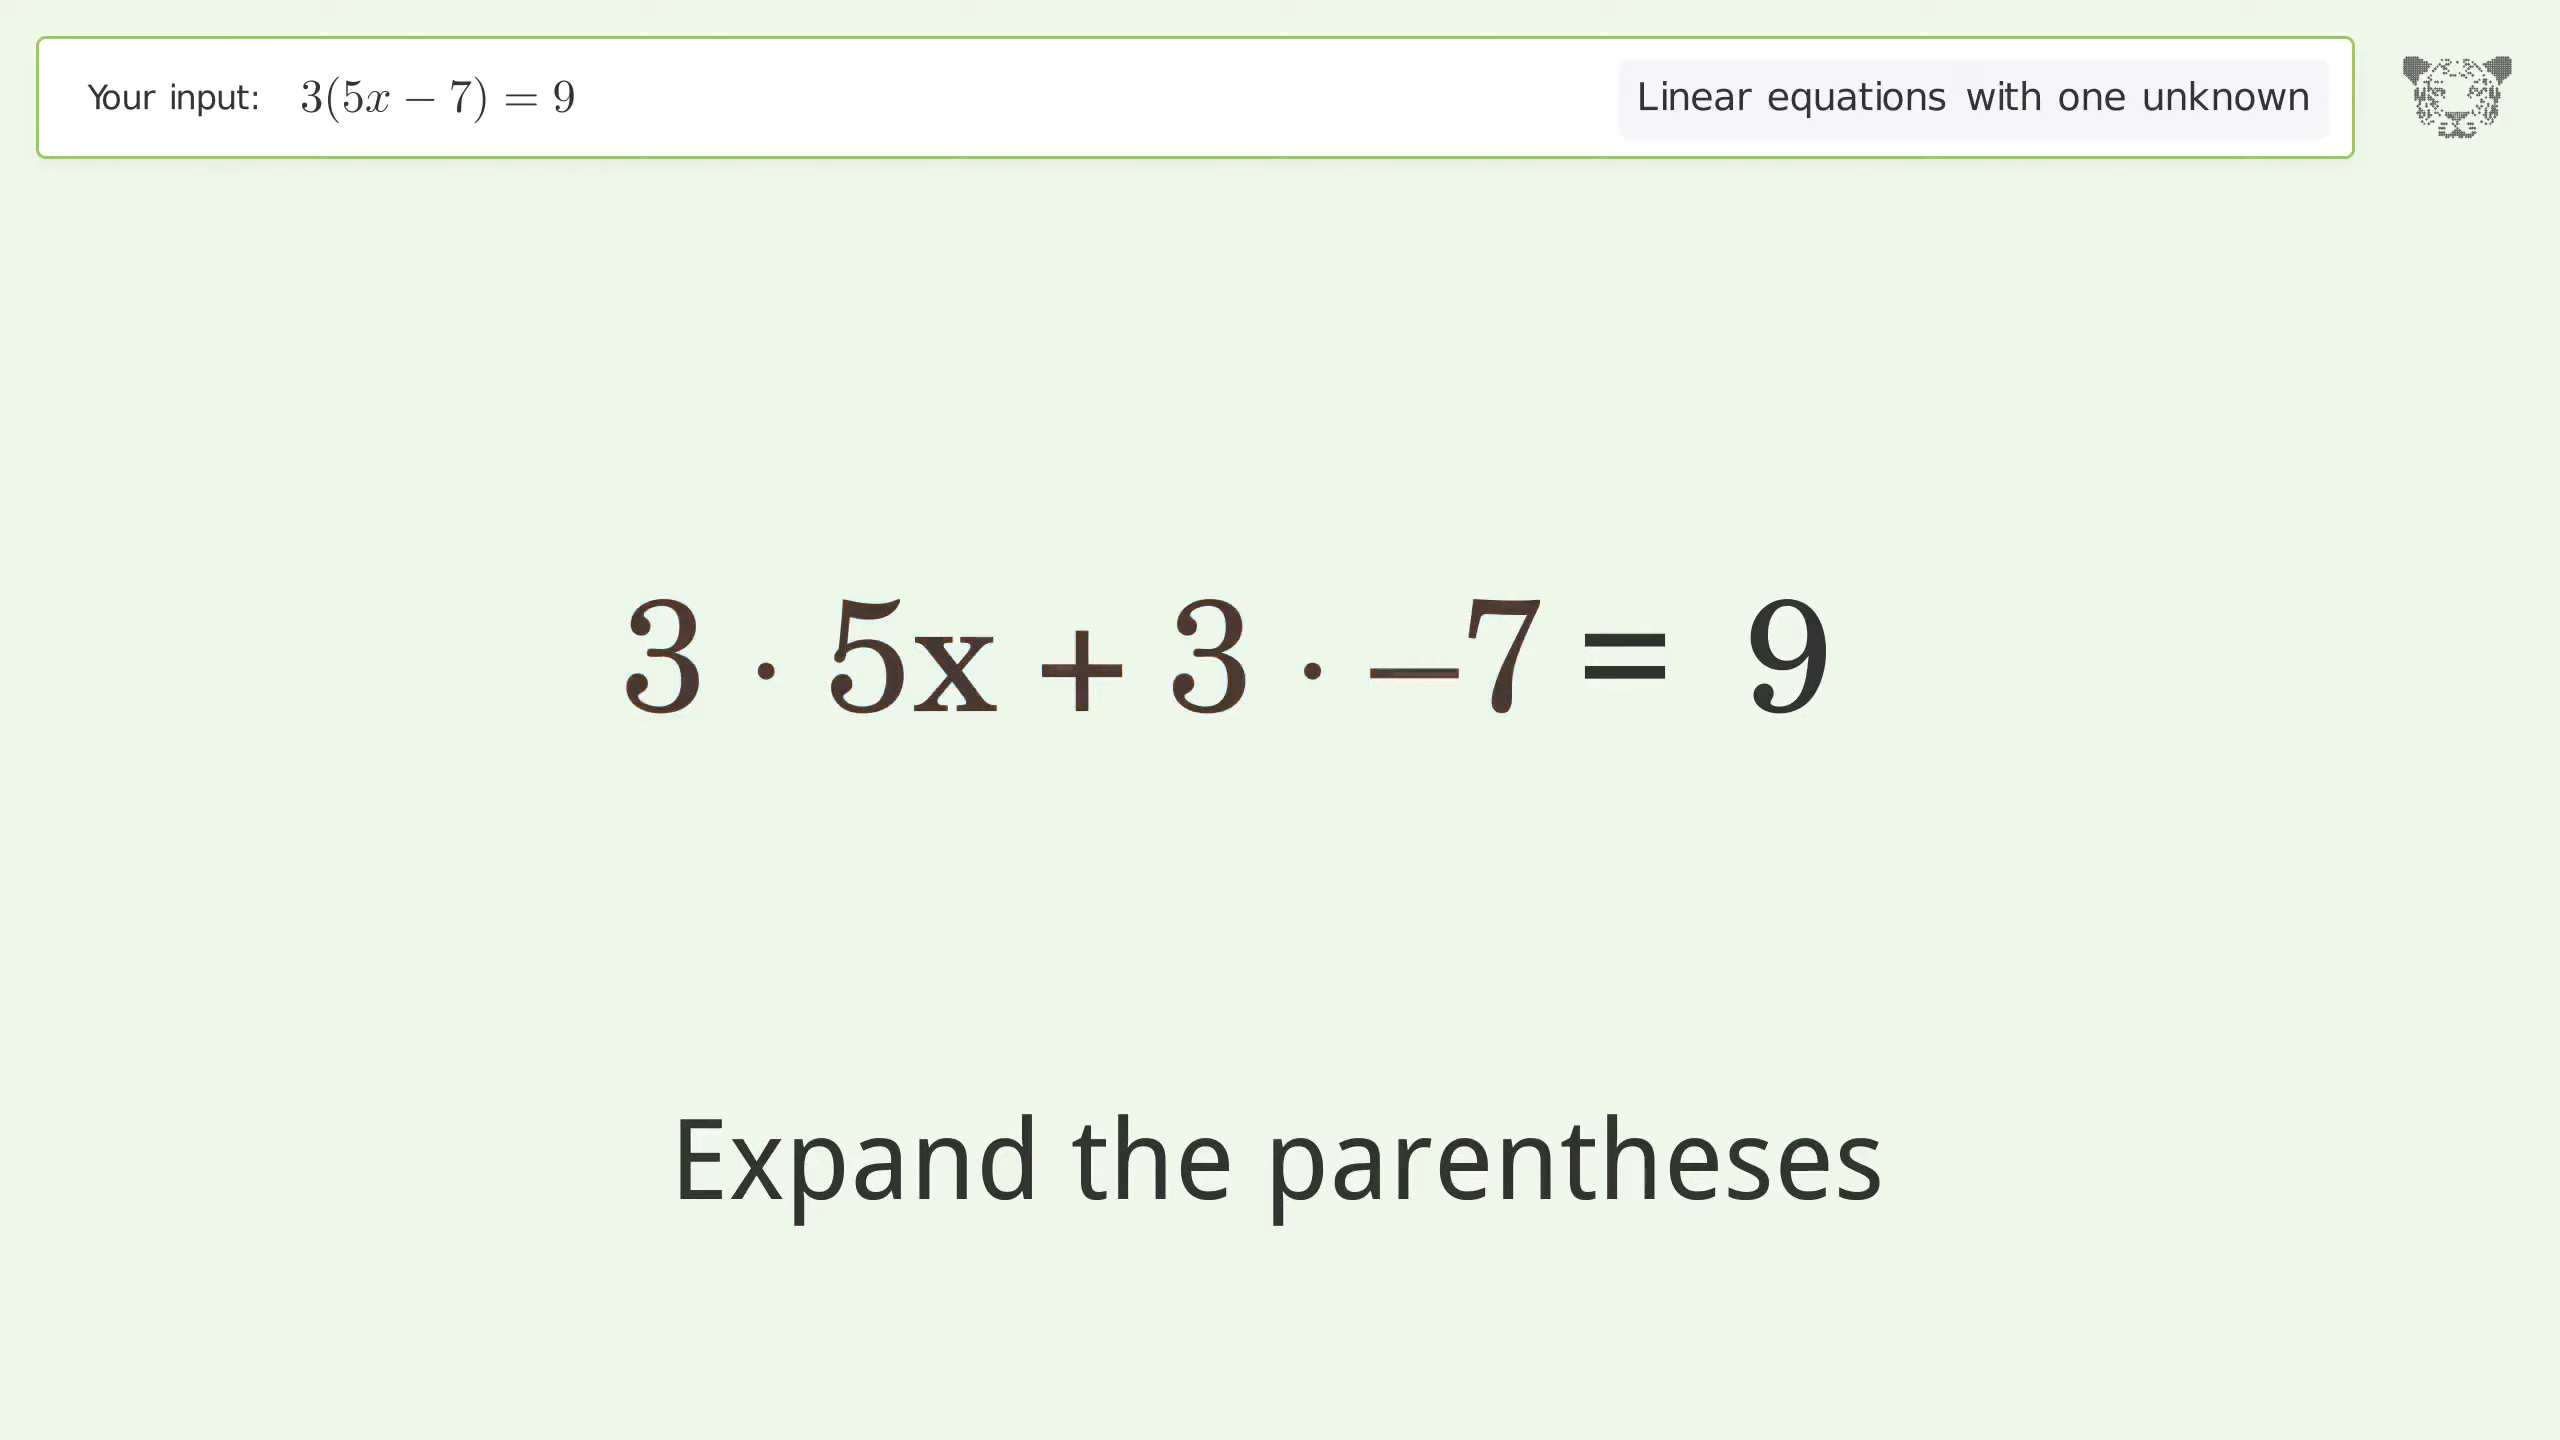 Your input: 3(5x − 7) = 9
Linear equations with one unknown
3 · 5x + 3 · −7 = 9
Expand the parentheses